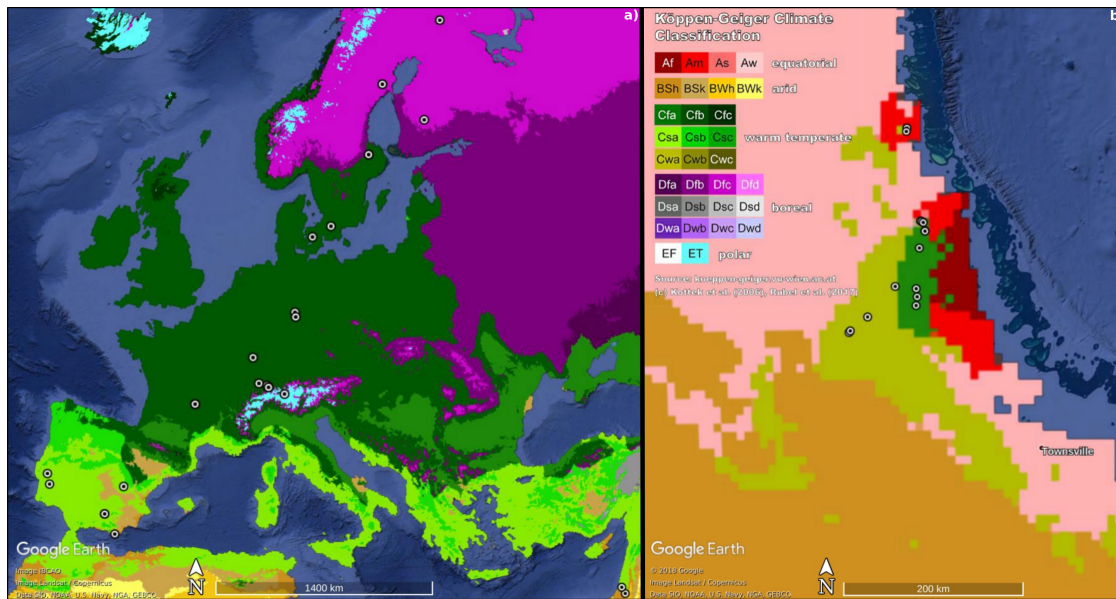 a)
Google Earth
Image IBCAO
Image Landsat / Copernicus
Data SIO, NOAA, U.S. Navy, NGA, GEBCO
N
1400 km
b
Köppen-Geiger Climate
Classification
Af Am As Aw equatorial
BSh BSk BWh BWk arid
Cfa Cfb Cfc
Csa Csb Csc warm temperate
Cwa Cwb Cwc
Dfa Dfb Dfc Dfd
Dsa Dsb Dsc Dsd boreal
Dwa Dwb Dwc Dwd
EF ET polar
Source: koeppen-geiger.vu-wien.ac.at
(c) Kottek et al. (2006), Rubel et al. (2017)
Townsville
Google Earth
© 2018 Google
Image Landsat / Copernicus
Data SIO, NOAA, U.S. Navy, NGA, GEBCO
N
200 km